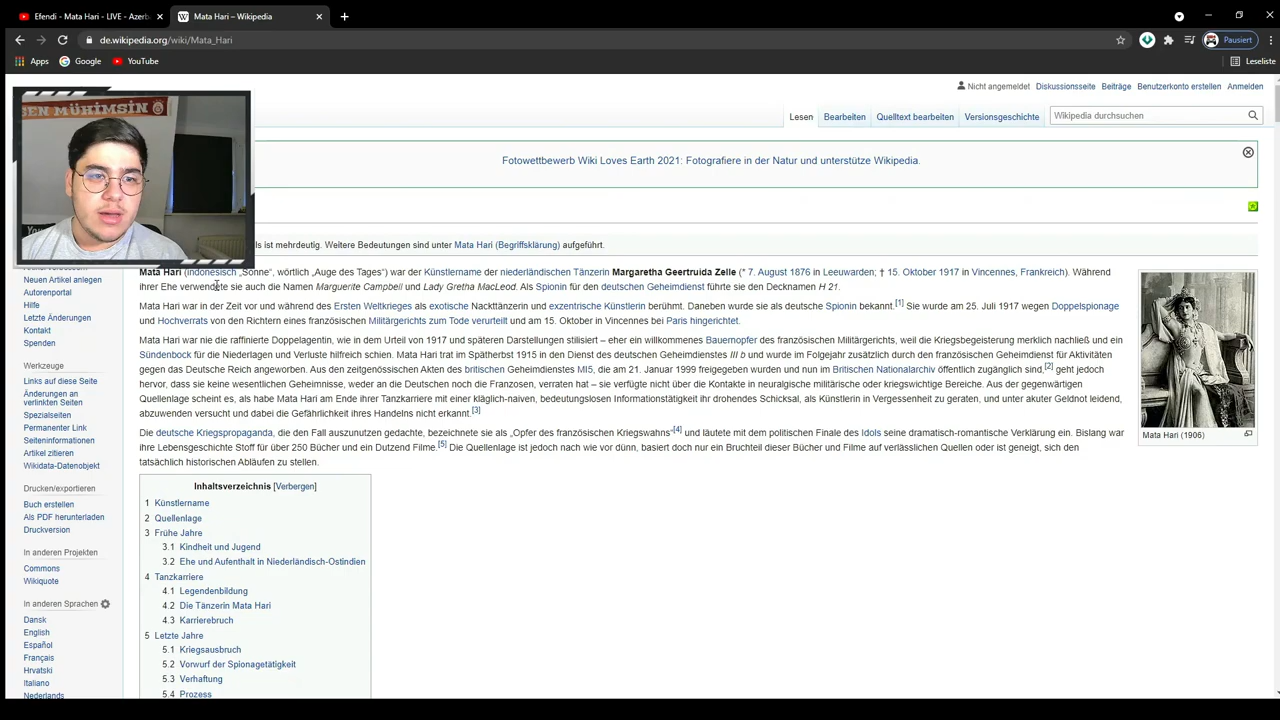 Efendi - Mata Hari - LIVE - Azerb
Mata Hari – Wikipedia
de.wikipedia.org/wiki/Mata_Hari
Pausiert
Apps
Google
YouTube
Leseliste
Nicht angemeldet Diskussionsseite Beiträge Benutzerkonto erstellen Anmelden
Lesen Bearbeiten Quelltext bearbeiten Versionsgeschichte
Wikipedia durchsuchen
EN MÜHİMSİN
Fotowettbewerb Wiki Loves Earth 2021: Fotografiere in der Natur und unterstütze Wikipedia.
ls ist mehrdeutig. Weitere Bedeutungen sind unter Mata Hari (Begriffsklärung) aufgeführt.
Mata Hari (indonesisch „Sonne“, wörtlich „Auge des Tages“) war der Künstlername der niederländischen Tänzerin Margaretha Geertruida Zelle (* 7. August 1876 in Leeuwarden; † 15. Oktober 1917 in Vincennes, Frankreich). Während
ihrer Ehe verwendete sie auch die Namen Marguerite Campbell und Lady Gretha MacLeod. Als Spionin für den deutschen Geheimdienst führte sie den Decknamen H 21.
Mata Hari war in der Zeit vor und während des Ersten Weltkrieges als exotische Nackttänzerin und exzentrische Künstlerin berühmt. Daneben wurde sie als Spionin bekannt.[1] Sie wurde am 25. Juli 1917 wegen Doppelspionage
und Hochverrats von den Richtern eines französischen Militärgerichts zum Tode verurteilt und am 15. Oktober in Vincennes bei Paris hingerichtet.
Mata Hari war nie die raffinierte Doppelagentin, wie in dem Urteil von 1917 und späteren Darstellungen stilisiert – eher ein willkommenes Bauernopfer des französischen Militärgerichts, weil die Kriegsbegeisterung merklich nachließ und ein
Sündenbock für die Niederlagen und Verluste hilfreich schien. Mata Hari trat im Spätherbst 1915 in den Dienst des deutschen Geheimdienstes III b und wurde im Folgejahr zusätzlich durch den französischen Geheimdienst für Aktivitäten
gegen das Deutsche Reich angeworben. Aus den zeitgenössischen Akten des britischen Geheimdienstes MI5, die am 21. Januar 1999 freigegeben wurden und nun im Britischen Nationalarchiv öffentlich zugänglich sind,[2] geht jedoch
hervor, dass sie keine wesentlichen Geheimnisse, weder an die Deutschen noch die Franzosen, verraten hat – sie verfügte nicht über die Kontakte in neuralgische militärische oder kriegswichtige Bereiche. Aus der gegenwärtigen
Quellenlage scheint es, als habe Mata Hari am Ende ihrer Tanzkarriere mit einer kläglich-naiven, bedeutungslosen Informationstätigkeit ihr drohendes Schicksal, als Künstlerin in Vergessenheit zu geraten, und unter akuter Geldnot leidend,
abzuwenden versucht und dabei die Gefährlichkeit ihres Handelns nicht erkannt.[3]
Die deutsche Kriegspropaganda, die den Fall auszunutzen gedachte, bezeichnete sie als „Opfer des französischen Kriegswahns“[4] und läutete mit dem politischen Finale des Idols seine dramatisch-romantische Verklärung ein. Bislang war
ihre Lebensgeschichte Stoff für über 250 Bücher und ein Dutzend Filme.[5] Die Quellenlage ist jedoch nach wie vor dünn, basiert doch nur ein Bruchteil dieser Bücher und Filme auf verlässlichen Quellen oder ist geneigt, sich den
tatsächlich historischen Abläufen zu stellen.
Mata Hari (1906)
Neuen Artikel anlegen
Autorenportal
Hilfe
Letzte Änderungen
Kontakt
Spenden
Werkzeuge
Links auf diese Seite
Änderungen an
verlinkten Seiten
Spezialseiten
Permanenter Link
Seiteninformationen
Artikel zitieren
Wikidata-Datenobjekt
Drucken/exportieren
Buch erstellen
Als PDF herunterladen
Druckversion
In anderen Projekten
Commons
Wikiquote
In anderen Sprachen
Dansk
English
Español
Français
Hrvatski
Italiano
Nederlands
Inhaltsverzeichnis [Verbergen]
1 Künstlername
2 Quellenlage
3 Frühe Jahre
3.1 Kindheit und Jugend
3.2 Ehe und Aufenthalt in Niederländisch-Ostindien
4 Tanzkarriere
4.1 Legendenbildung
4.2 Die Tänzerin Mata Hari
4.3 Karrierebruch
5 Letzte Jahre
5.1 Kriegsausbruch
5.2 Vorwurf der Spionagetätigkeit
5.3 Verhaftung
5.4 Prozess